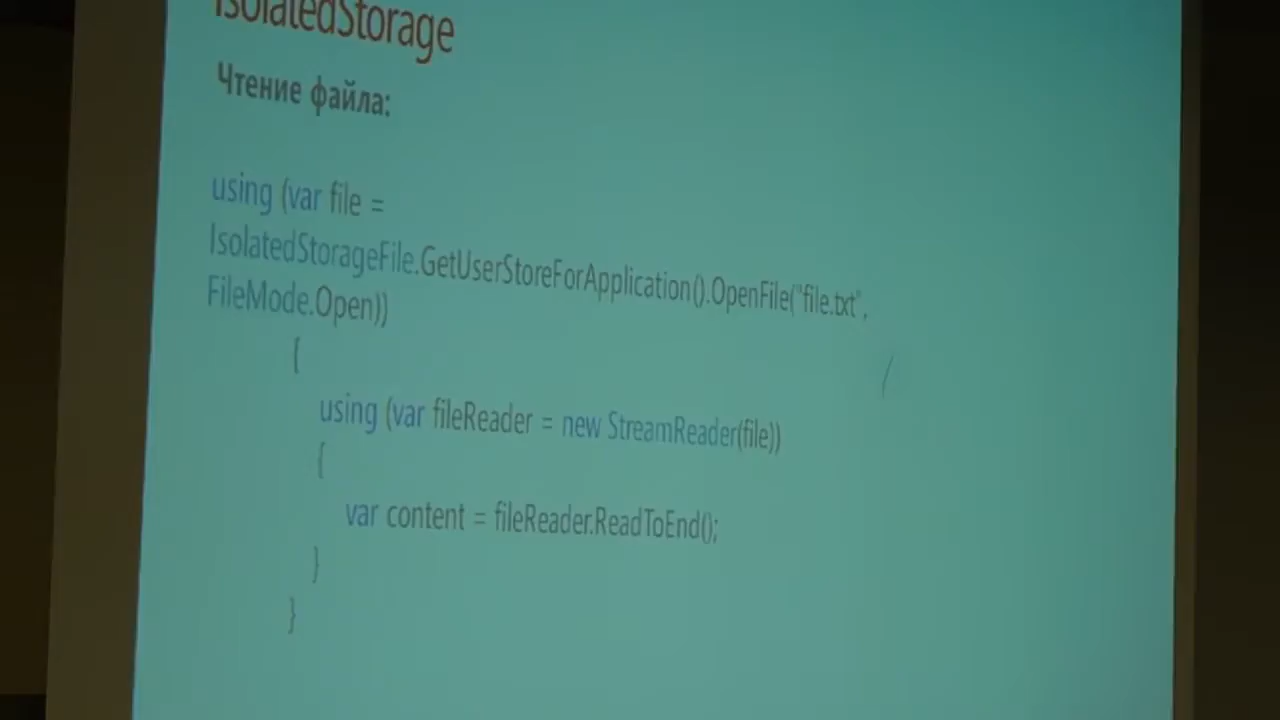 IsolatedStorage
Чтение файла:
using (var file =
IsolatedStorageFile.GetUserStoreForApplication().OpenFile("file.txt",
FileMode.Open))
{
using (var fileReader = new StreamReader(file))
{
var content = fileReader.ReadToEnd();
}
}